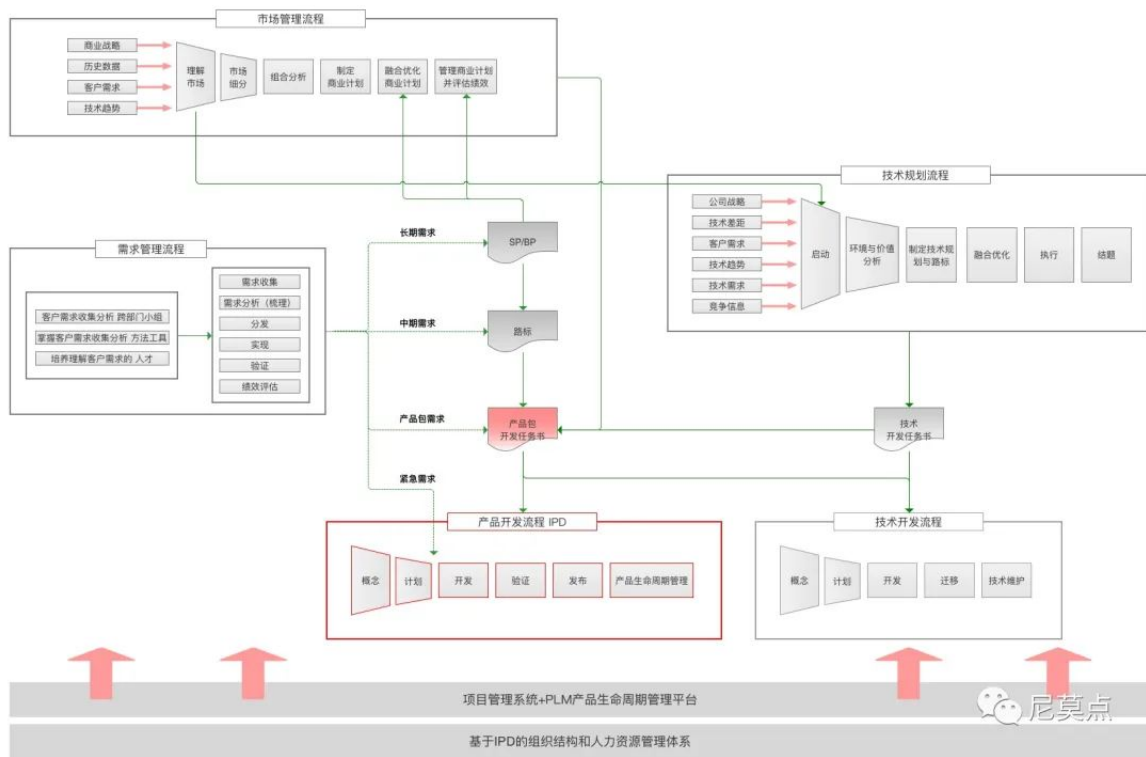 市场管理流程
商业战略
历史数据
客户需求
技术趋势
理解
市场
市场
细分
组合分析
制定
商业计划
融合优化
商业计划
管理商业计划
并评估绩效
技术规划流程
公司战略
技术差距
客户需求
技术趋势
技术需求
竞争信息
启动
环境与价值
分析
制定技术规
划与路标
融合优化
执行
结题
需求管理流程
客户需求收集分析 跨部门小组
掌握客户需求收集分析 方法工具
培养理解客户需求的 人才
需求收集
需求分析（梳理）
分发
实现
验证
绩效评估
长期需求
SP/BP
中期需求
路标
产品包需求
产品包
开发任务书
技术
开发任务书
紧急需求
产品开发流程 IPD
概念
计划
开发
验证
发布
产品生命周期管理
技术开发流程
概念
计划
开发
迁移
技术维护
项目管理系统+PLM产品生命周期管理平台
尼莫点
基于IPD的组织结构和人力资源管理体系